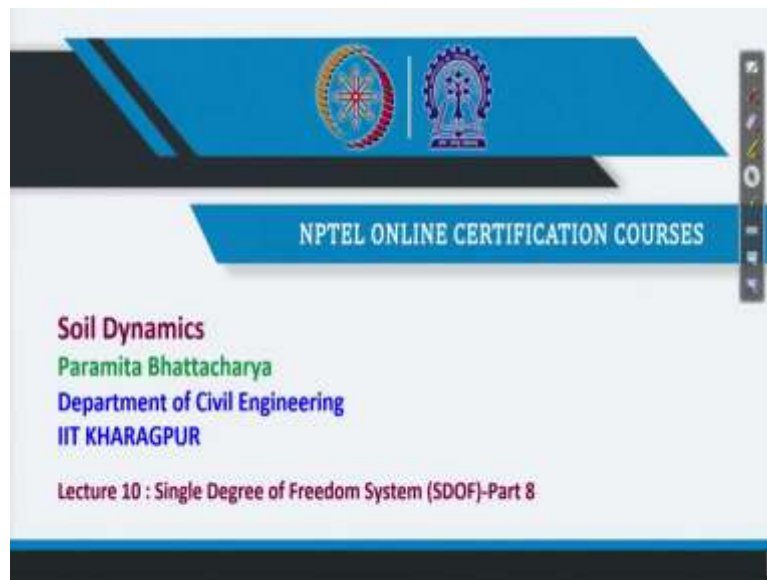 NPTEL ONLINE CERTIFICATION COURSES
Soil Dynamics
Paramita Bhattacharya
Department of Civil Engineering
IIT KHARAGPUR
Lecture 10 : Single Degree of Freedom System (SDOF)-Part 8